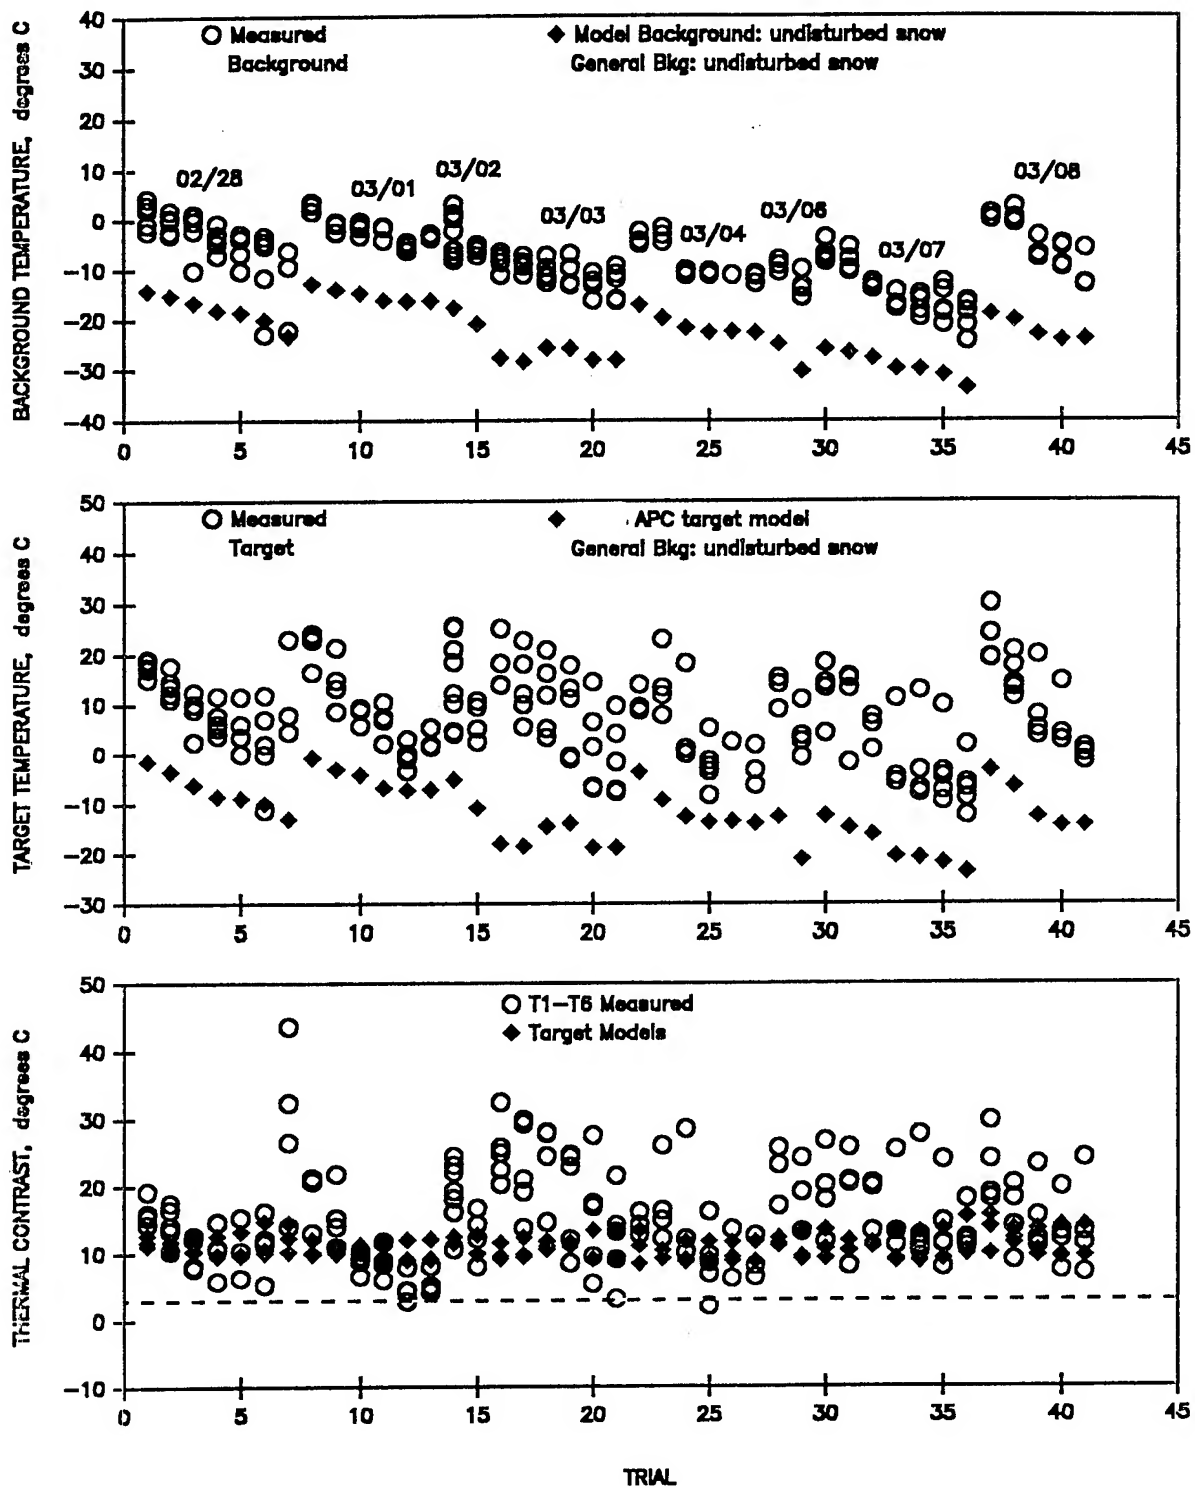 BACKGROUND TEMPERATURE, degrees C
40
30
20
10
0
−10
−20
−30
−40
Measured
Background
Model Background: undisturbed snow
General Bkg: undisturbed snow
02/28
03/01
03/02
03/03
03/04
03/06
03/07
03/08
0 5 10 15 20 25 30 35 40 45
TARGET TEMPERATURE, degrees C
50
40
30
20
10
0
−10
−20
−30
Measured
Target
APC target model
General Bkg: undisturbed snow
0 5 10 15 20 25 30 35 40 45
THERMAL CONTRAST, degrees C
50
40
30
20
10
0
−10
T1−T6 Measured
Target Models
0 5 10 15 20 25 30 35 40 45
TRIAL